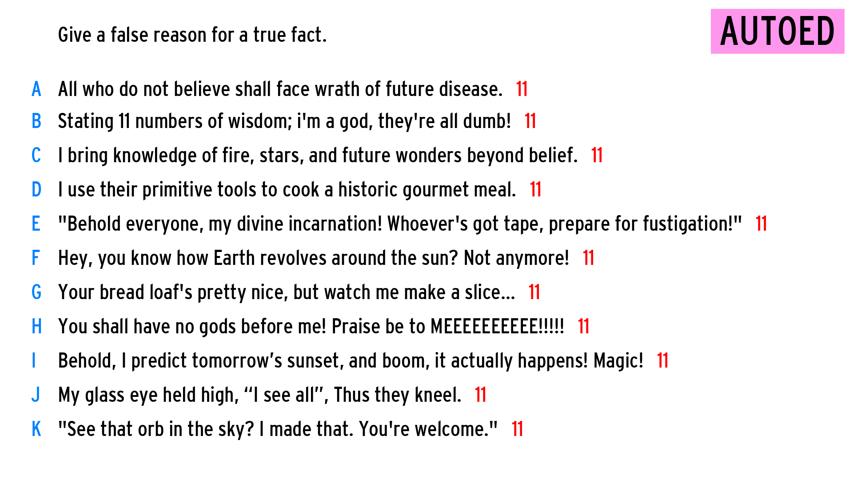 Give a false reason for a true fact.
AUTOED
A All who do not believe shall face wrath of future disease. 11
B Stating 11 numbers of wisdom; i'm a god, they're all dumb! 11
C I bring knowledge of fire, stars, and future wonders beyond belief. 11
D I use their primitive tools to cook a historic gourmet meal. 11
E "Behold everyone, my divine incarnation! Whoever's got tape, prepare for fustigation!" 11
F Hey, you know how Earth revolves around the sun? Not anymore! 11
G Your bread loaf's pretty nice, but watch me make a slice... 11
H You shall have no gods before me! Praise be to MEEEEEEEEEE!!!!! 11
I Behold, I predict tomorrow’s sunset, and boom, it actually happens! Magic! 11
J My glass eye held high, “I see all”, Thus they kneel. 11
K "See that orb in the sky? I made that. You're welcome." 11